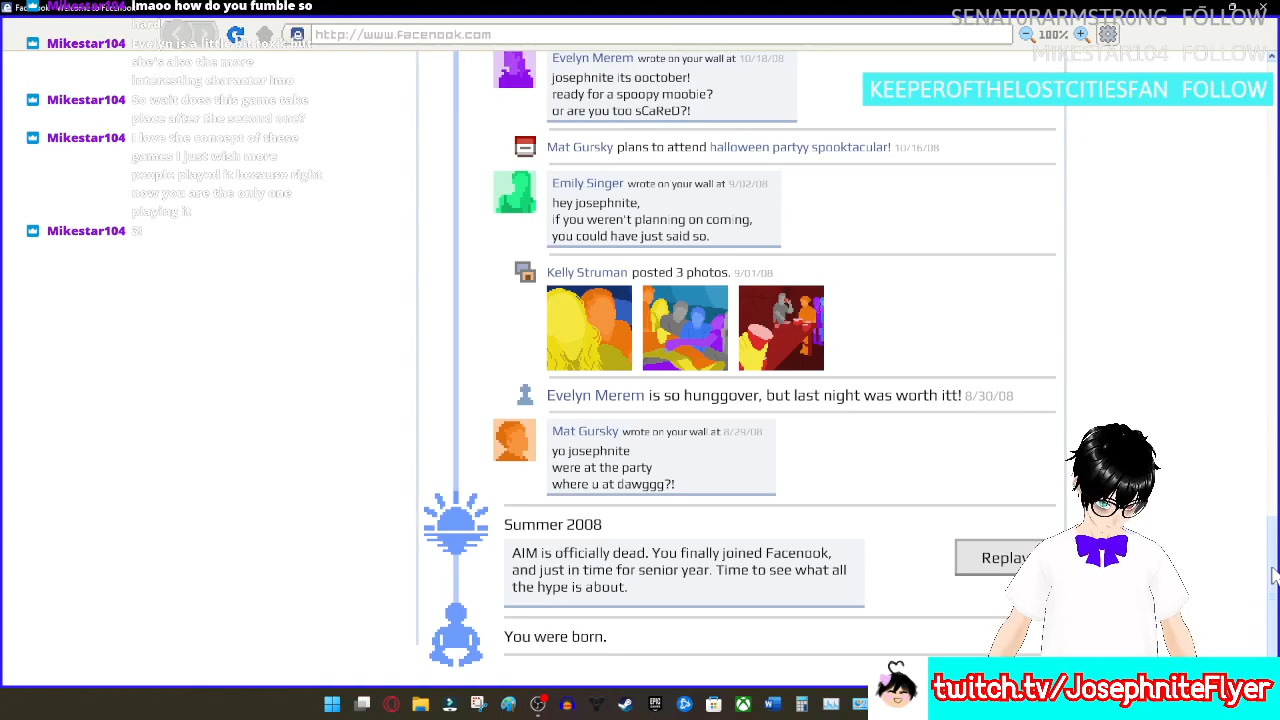 Facenook - Welcome to Facenook
lmaoo how do you fumble so
hard
Mikestar104 Evelyn is a little bit toxic but
she's also the more
interesting character imo
Mikestar104 So wait does this game take
place after the second one?
Mikestar104 I love the concept of these
games I just wish more
people played it because right
now you are the only one
playing it
Mikestar104
http://www.facenook.com
100%
SENAT0RARMSTR0NG FOLLOW
MIKESTAR104 FOLLOW
KEEPEROFTHELOSTCITIESFAN FOLLOW
Evelyn Merem wrote on your wall at 10/18/08
josephnite its ooctober!
ready for a spoopy moobie?
or are you too sCaReD?!
Mat Gursky plans to attend halloween partyy spooktacular! 10/16/08
Emily Singer wrote on your wall at 9/02/08
hey josephnite,
if you weren't planning on coming,
you could have just said so.
Kelly Struman posted 3 photos. 9/01/08
Evelyn Merem is so hunggover, but last night was worth itt! 8/30/08
Mat Gursky wrote on your wall at 8/29/08
yo josephnite
were at the party
where u at dawggg?!
Summer 2008
AIM is officially dead. You finally joined Facenook,
and just in time for senior year. Time to see what all
the hype is about.
Replay
You were born.
twitch.tv/JosephniteFlyer